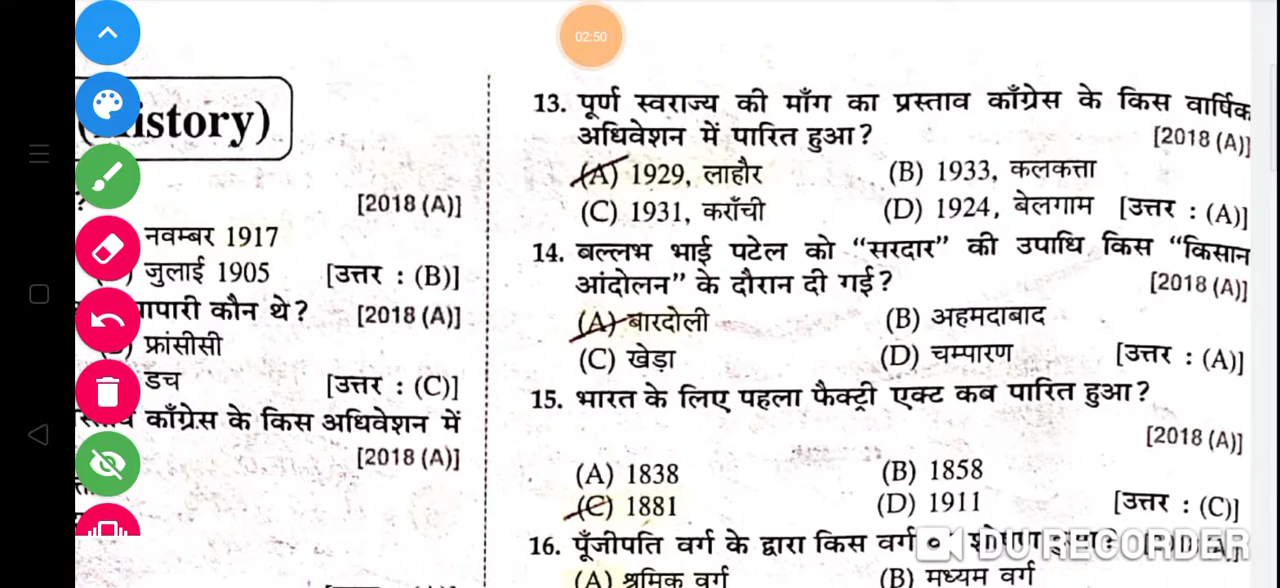 02:50
istory)
?
[2018 (A)]
नवम्बर 1917
जुलाई 1905 [उत्तर : (B)]
ापारी कौन थे? [2018 (A)]
फ्रांसीसी
डच [उत्तर : (C)]
काँग्रेस के किस अधिवेशन में
[2018 (A)]
13. पूर्ण स्वराज्य की माँग का प्रस्ताव काँग्रेस के किस वार्षिक
अधिवेशन में पारित हुआ? [2018 (A)]
(A) 1929, लाहौर (B) 1933, कलकत्ता
(C) 1931, कराँची (D) 1924, बेलगाम [उत्तर : (A)]
14. बल्लभ भाई पटेल को “सरदार” की उपाधि किस “किसान
आंदोलन” के दौरान दी गई? [2018 (A)]
(A) बारदोली (B) अहमदाबाद
(C) खेड़ा (D) चम्पारण [उत्तर : (A)]
15. भारत के लिए पहला फैक्ट्री एक्ट कब पारित हुआ?
[2018 (A)]
(A) 1838 (B) 1858
(C) 1881 (D) 1911 [उत्तर : (C)]
16. पूँजीपति वर्ग के द्वारा किस वर्ग
(A) श्रमिक वर्ग (B) मध्यम वर्ग
DU RECORDER